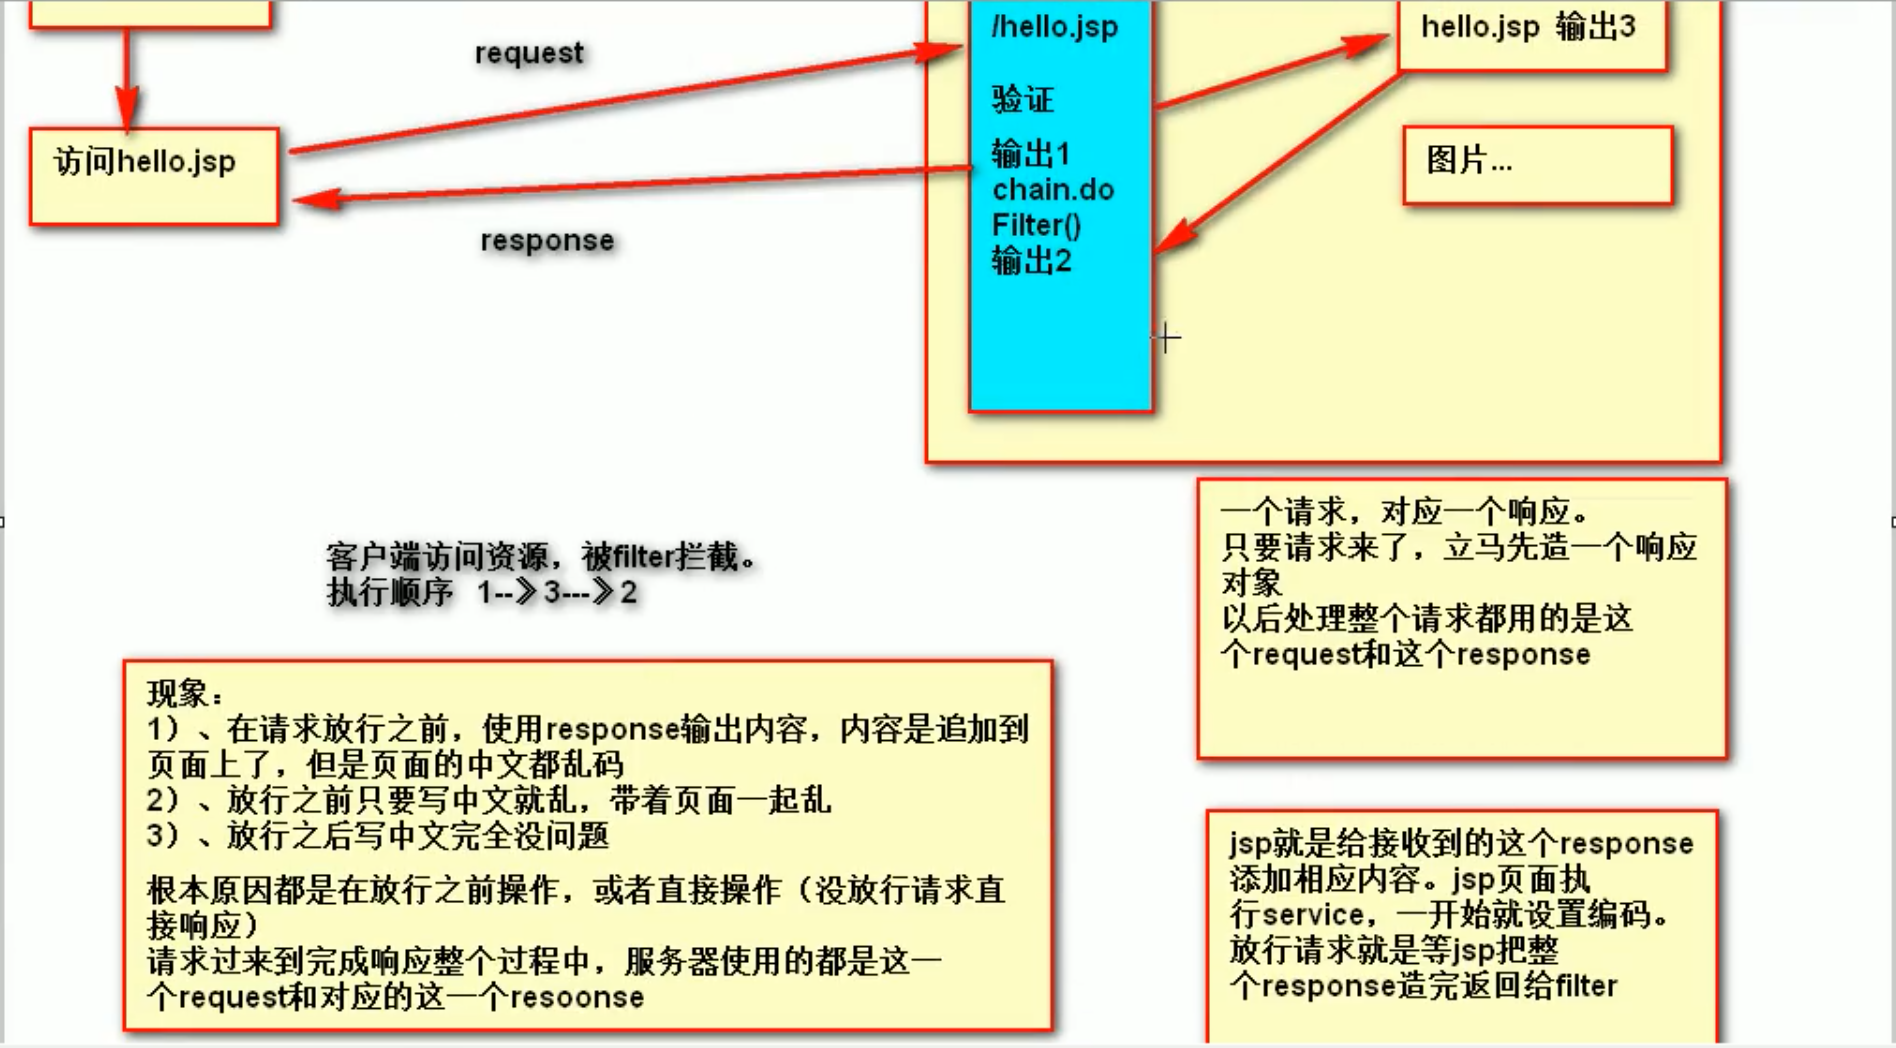 request
/hello.jsp
hello.jsp 输出3
验证
访问hello.jsp
输出1
chain.do
Filter()
输出2
图片...
response
一个请求，对应一个响应。
只要请求来了，立马先造一个响应
对象
以后处理整个请求都用的是这
个request和这个response
客户端访问资源，被filter拦截。
执行顺序 1--》3---》2
现象：
1）、在请求放行之前，使用response输出内容，内容是追加到
页面上了，但是页面的中文都乱码
2）、放行之前只要写中文就乱，带着页面一起乱
3）、放行之后写中文完全没问题
根本原因都是在放行之前操作，或者直接操作（没放行请求直
接响应）
请求过来到完成响应整个过程中，服务器使用的都是这一
个request和对应的这一个resoonse
jsp就是给接收到的这个response
添加相应内容。jsp页面执
行service，一开始就设置编码。
放行请求就是等jsp把整
个response造完返回给filter